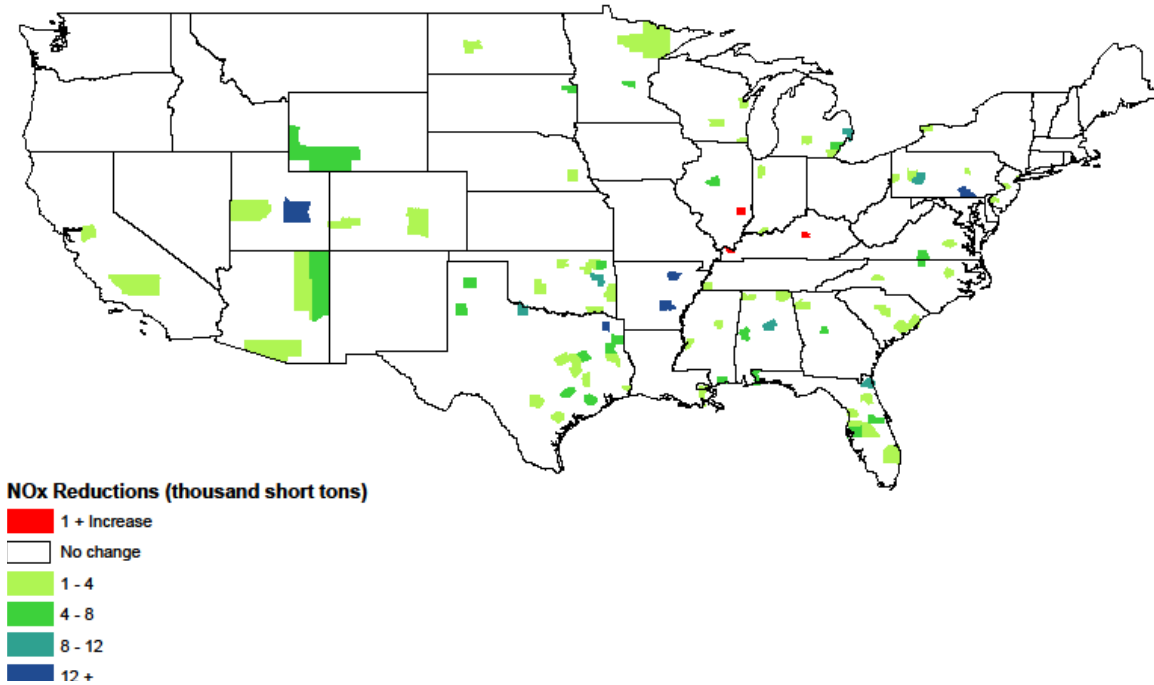 NOx Reductions (thousand short tons)
1 + Increase
No change
1 - 4
4 - 8
8 - 12
12 +